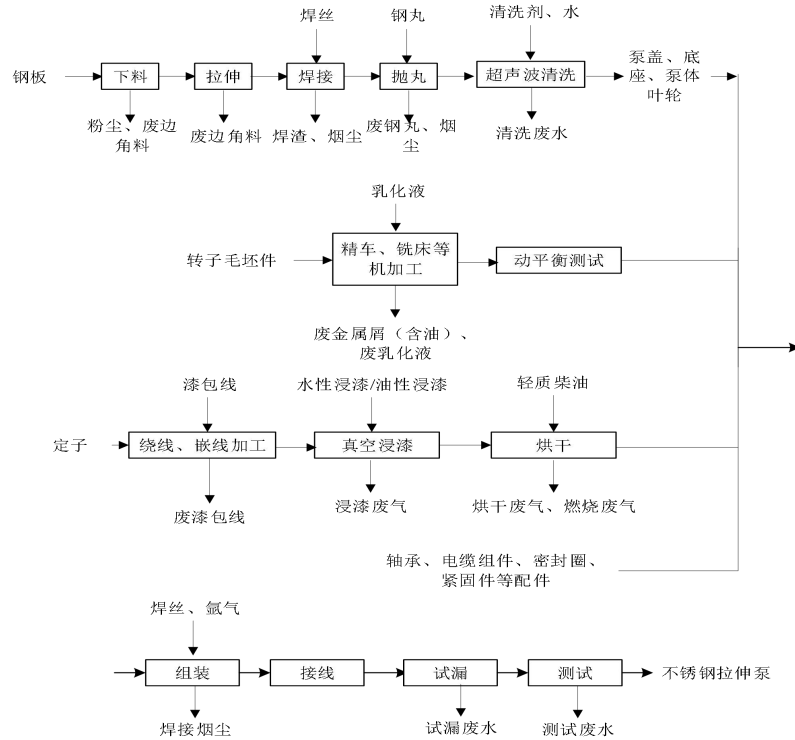 焊丝
钢丸
清洗剂、水
钢板
下料
拉伸
焊接
抛丸
超声波清洗
泵盖、底
座、泵体
叶轮
粉尘、废边
角料
废边角料
焊渣、烟尘
废钢丸、烟
尘
清洗废水
乳化液
转子毛坯件
精车、铣床等
机加工
动平衡测试
废金属屑（含油）、
废乳化液
漆包线
水性浸漆/油性浸漆
轻质柴油
定子
绕线、嵌线加工
真空浸漆
烘干
废漆包线
浸漆废气
烘干废气、燃烧废气
轴承、电缆组件、密封圈、
紧固件等配件
焊丝、氩气
组装
接线
试漏
测试
不锈钢拉伸泵
焊接烟尘
试漏废水
测试废水